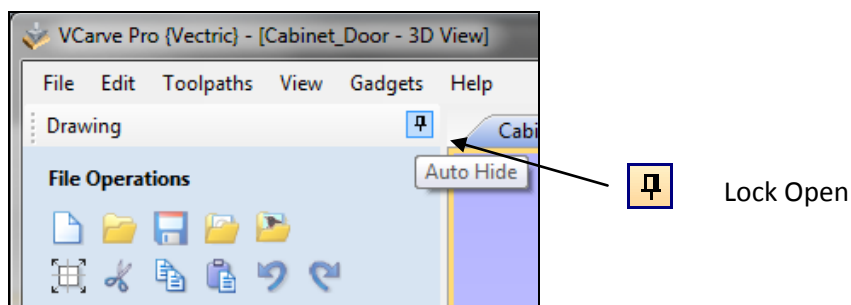 VCarve Pro {Vectric} - [Cabinet_Door - 3D View]
File Edit Toolpaths View Gadgets Help
Drawing
Cabi
Auto Hide
File Operations
Lock Open